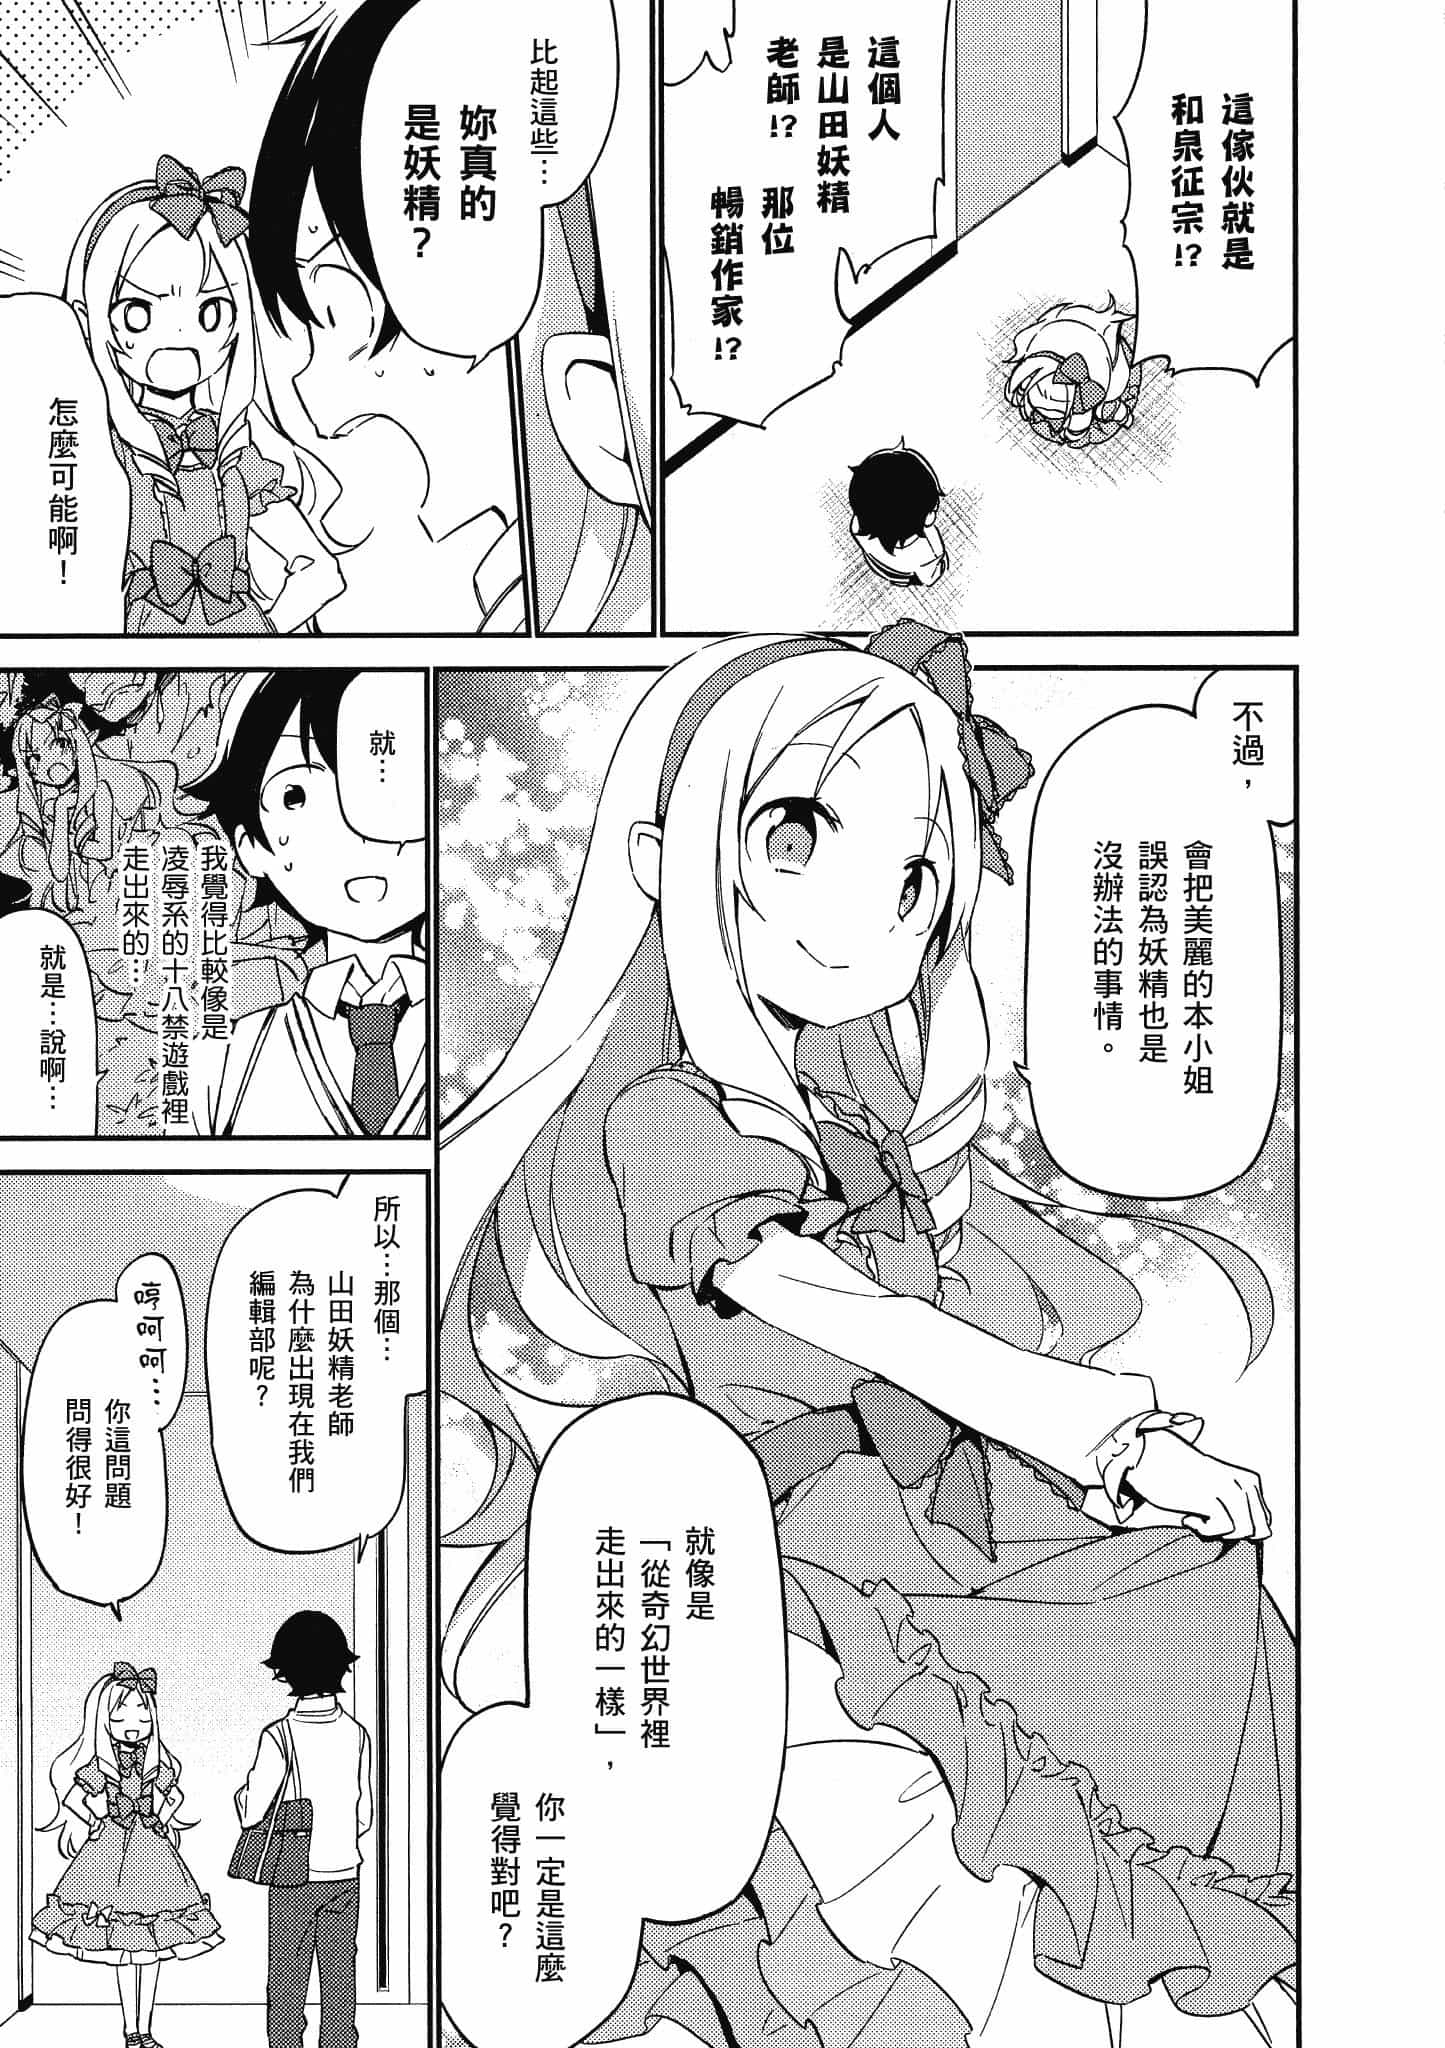 這傢伙就是
和泉征宗!?
這個人
是山田妖精
老師!?
那位
暢銷作家!?
比起這些…
妳真的
是妖精？
怎麼可能啊！
不過，
會把美麗的本小姐
誤認為妖精也是
沒辦法的事情。
就像是
「從奇幻世界裡
走出來的一樣」，
你一定是這麼
覺得對吧？
就…
我覺得比較像是
凌辱系的十八禁遊戲裡
走出來的…
就是…說啊…
所以…那個…
山田妖精老師
為什麼出現在我們
編輯部呢？
哼呵呵…
你這問題
問得很好！